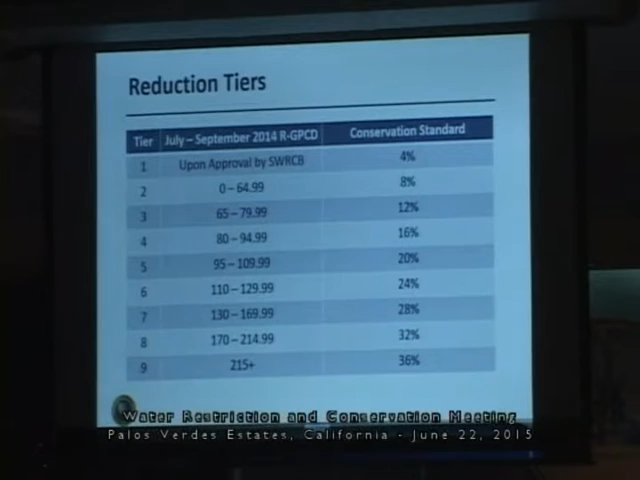 Reduction Tiers
Tier July – September 2014 R-GPCD Conservation Standard
1 Upon Approval by SWRCB 4%
2 0 – 64.99 8%
3 65 – 79.99 12%
4 80 – 94.99 16%
5 95 – 109.99 20%
6 110 – 129.99 24%
7 130 – 169.99 28%
8 170 – 214.99 32%
9 215+ 36%
Water Restriction and Conservation Meeting
Palos Verdes Estates, California - June 22, 2015